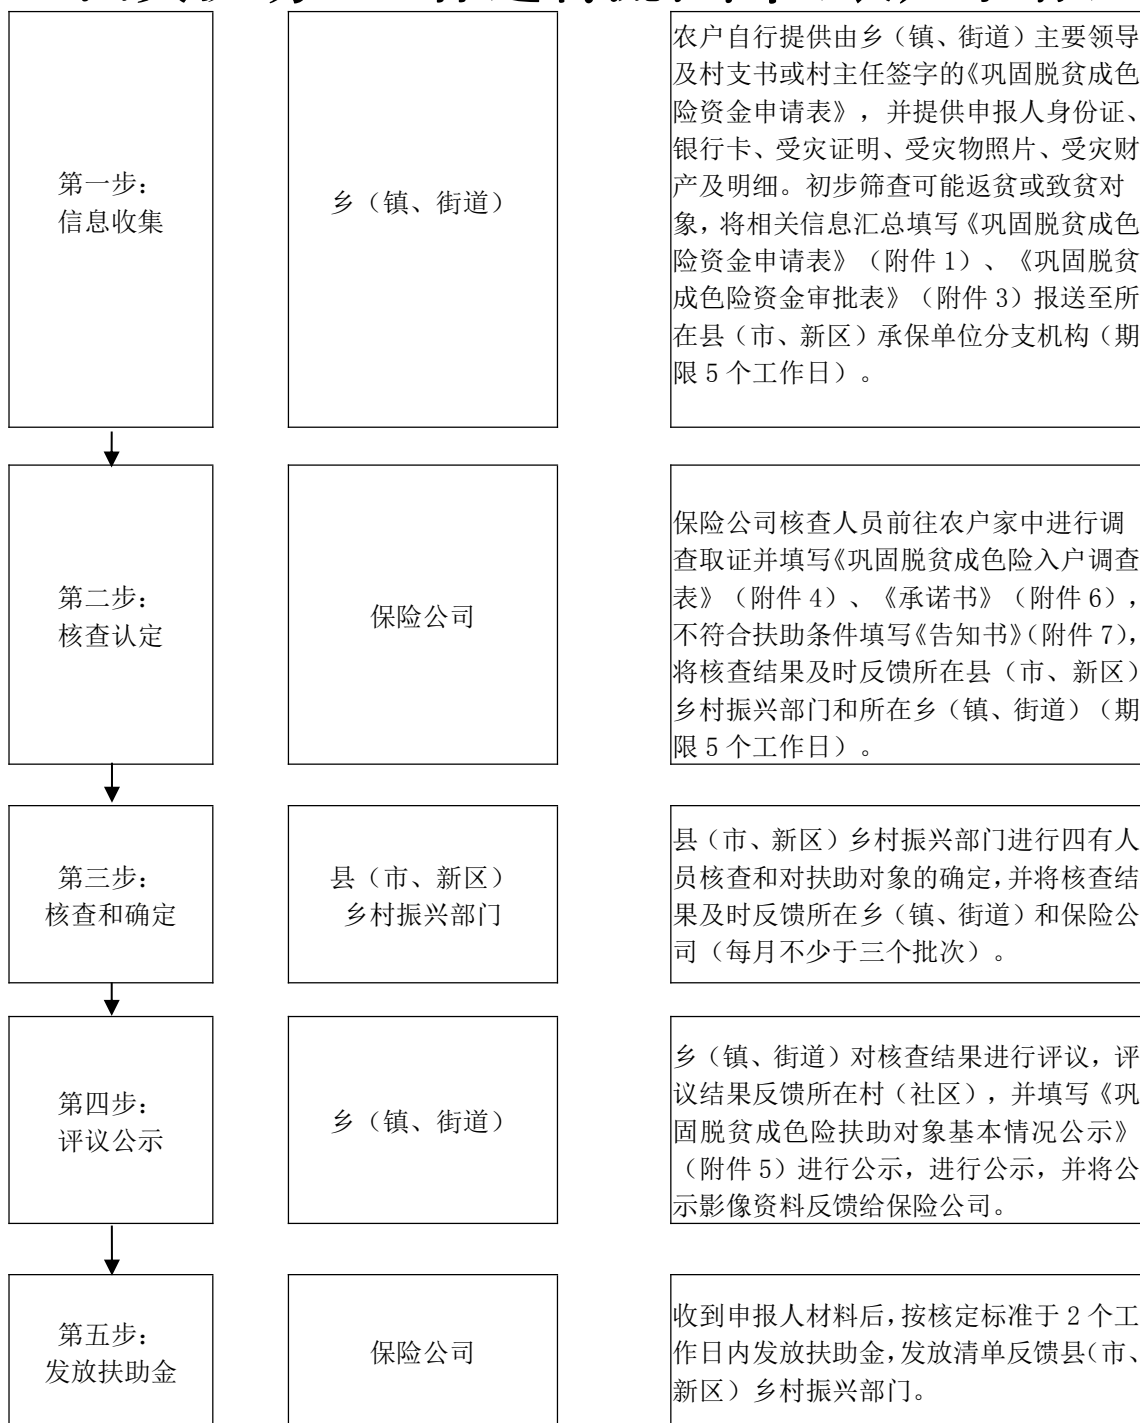 第一步：
信息收集
乡（镇、街道）
农户自行提供由乡（镇、街道）主要领导
及村支书或村主任签字的《巩固脱贫成色
险资金申请表》，并提供申报人身份证、
银行卡、受灾证明、受灾物照片、受灾财
产及明细。初步筛查可能返贫或致贫对
象，将相关信息汇总填写《巩固脱贫成色
险资金申请表》（附件 1）、《巩固脱贫
成色险资金审批表》（附件 3）报送至所
在县（市、新区）承保单位分支机构（期
限 5 个工作日）。
第二步：
核查认定
保险公司
保险公司核查人员前往农户家中进行调
查取证并填写《巩固脱贫成色险入户调查
表》（附件 4）、《承诺书》（附件 6），
不符合扶助条件填写《告知书》（附件 7），
将核查结果及时反馈所在县（市、新区）
乡村振兴部门和所在乡（镇、街道）（期
限 5 个工作日）。
第三步：
核查和确定
县（市、新区）
乡村振兴部门
县（市、新区）乡村振兴部门进行四有人
员核查和对扶助对象的确定，并将核查结
果及时反馈所在乡（镇、街道）和保险公
司（每月不少于三个批次）。
第四步：
评议公示
乡（镇、街道）
乡（镇、街道）对核查结果进行评议，评
议结果反馈所在村（社区），并填写《巩
固脱贫成色险扶助对象基本情况公示》
（附件 5）进行公示，进行公示，并将公
示影像资料反馈给保险公司。
第五步：
发放扶助金
保险公司
收到申报人材料后，按核定标准于 2 个工
作日内发放扶助金，发放清单反馈县（市、
新区）乡村振兴部门。